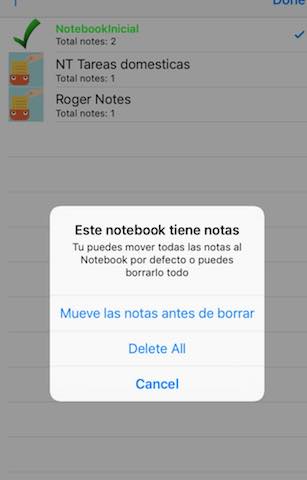 Done
NotebookInicial
Total notes: 2
NT Tareas domesticas
Total notes: 1
Roger Notes
Total notes: 1
Este notebook tiene notas
Tu puedes mover todas las notas al
Notebook por defecto o puedes
borrarlo todo
Mueve las notas antes de borrar
Delete All
Cancel